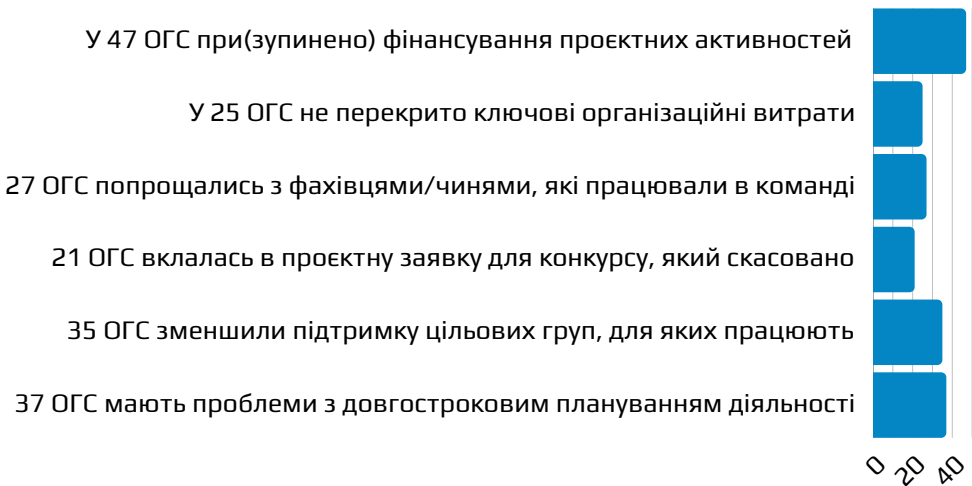 У 47 ОГС при(зупинено) фінансування проєктних активностей
У 25 ОГС не перекрито ключові організаційні витрати
27 ОГС попрощались з фахівцями/чинями, які працювали в команді
21 ОГС вклалась в проєктну заявку для конкурсу, який скасовано
35 ОГС зменшили підтримку цільових груп, для яких працюють
37 ОГС мають проблеми з довгостроковим плануванням діяльності
0 20 40